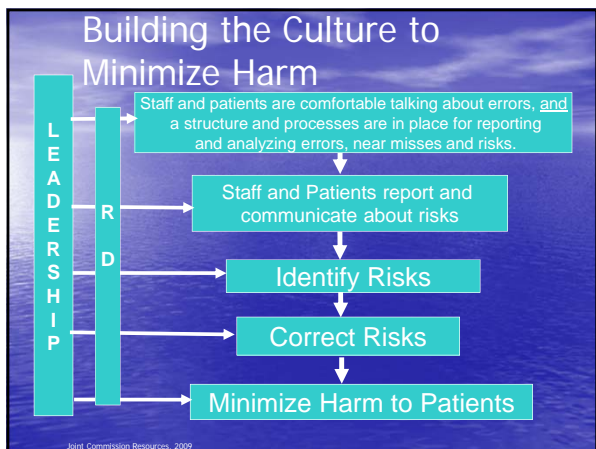 Building the Culture to
Minimize Harm
LEADERSHIP
R D
Staff and patients are comfortable talking about errors, and
a structure and processes are in place for reporting
and analyzing errors, near misses and risks.
Staff and Patients report and
communicate about risks
Identify Risks
Correct Risks
Minimize Harm to Patients
Joint Commission Resources, 2009